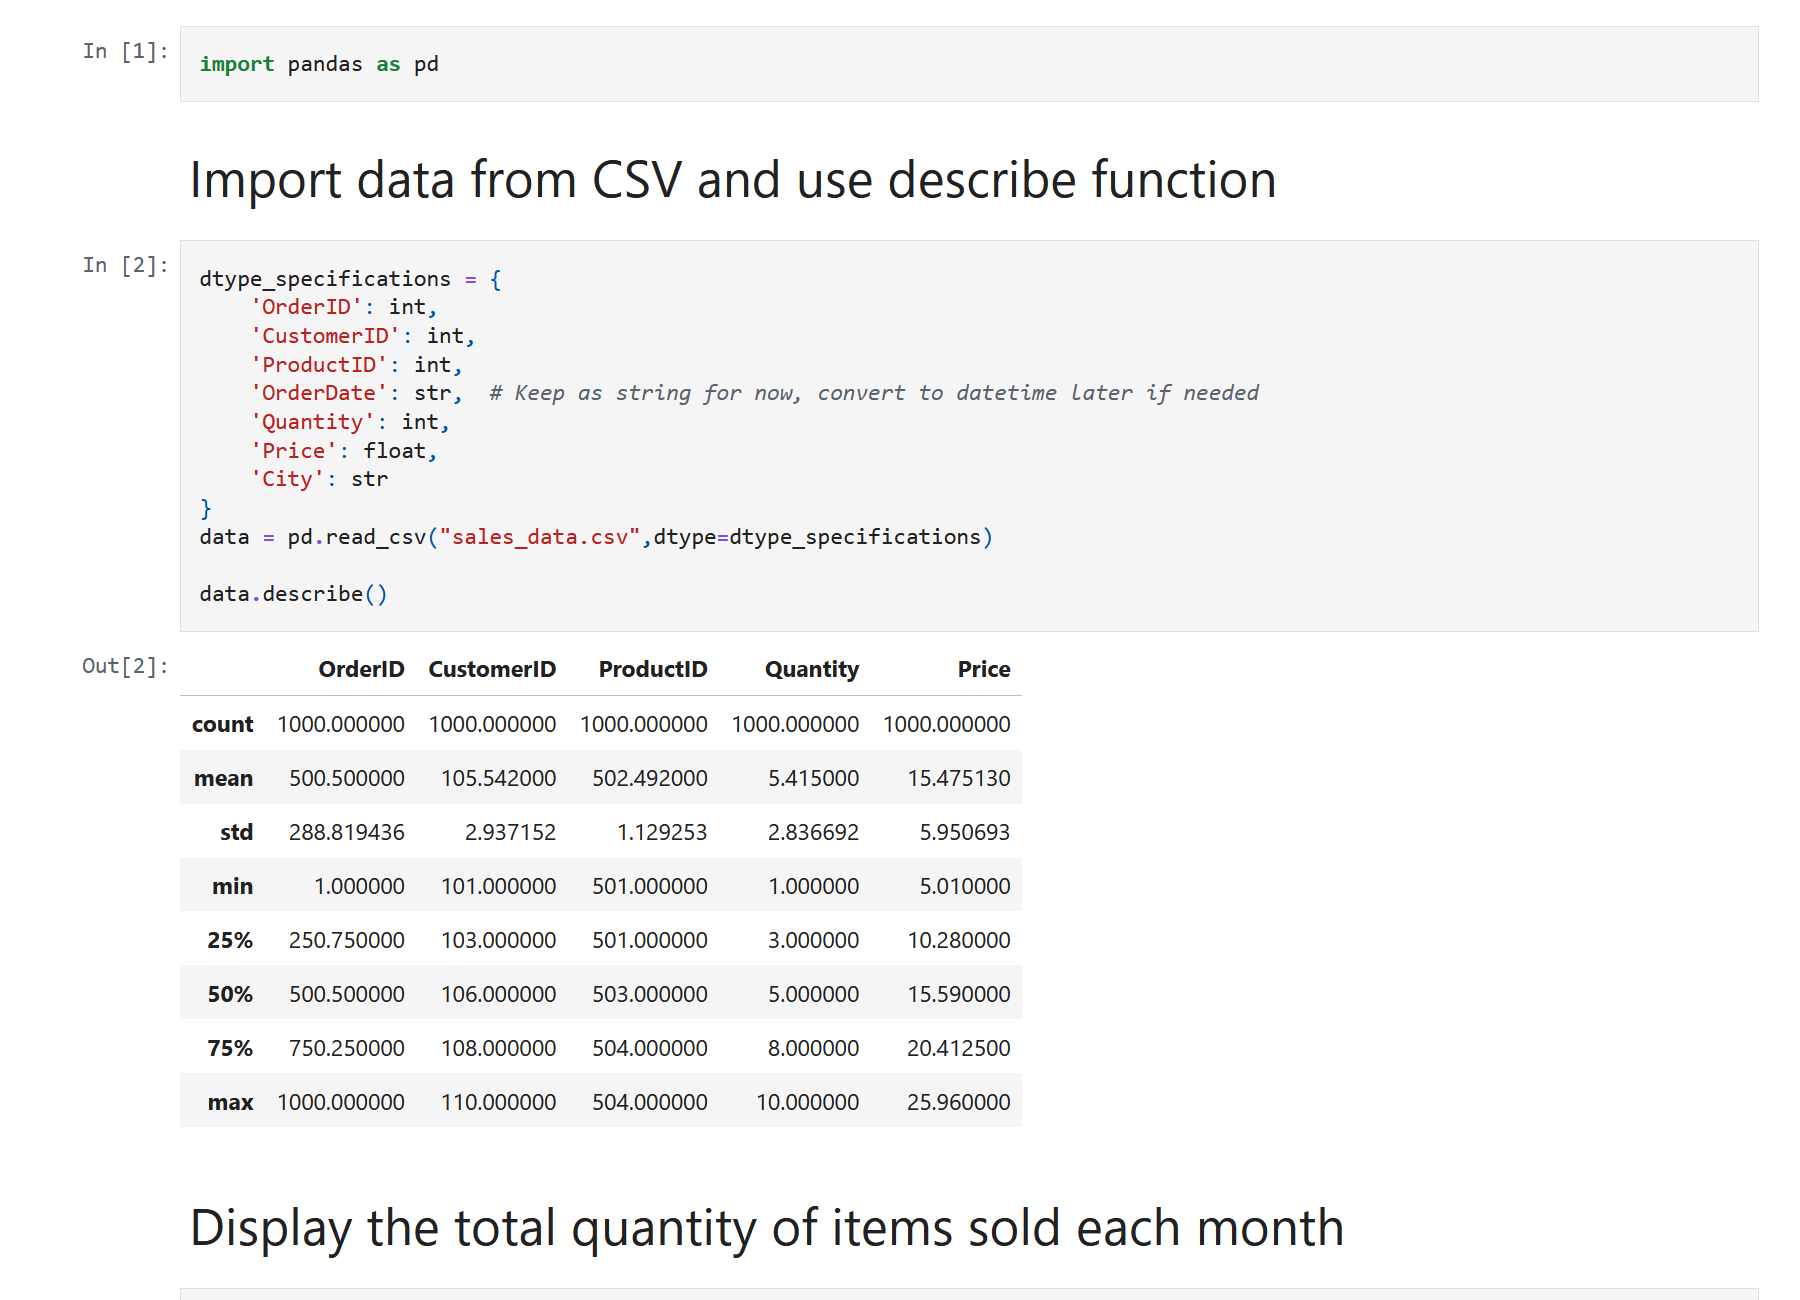 In [1]:
import pandas as pd
Import data from CSV and use describe function
In [2]:
dtype_specifications = {
    'OrderID': int,
    'CustomerID': int,
    'ProductID': int,
    'OrderDate': str,  # Keep as string for now, convert to datetime later if needed
    'Quantity': int,
    'Price': float,
    'City': str
}
data = pd.read_csv("sales_data.csv",dtype=dtype_specifications)
data.describe()
Out[2]:
OrderID CustomerID ProductID Quantity Price
count 1000.000000 1000.000000 1000.000000 1000.000000 1000.000000
mean 500.500000 105.542000 502.492000 5.415000 15.475130
std 288.819436 2.937152 1.129253 2.836692 5.950693
min 1.000000 101.000000 501.000000 1.000000 5.010000
25% 250.750000 103.000000 501.000000 3.000000 10.280000
50% 500.500000 106.000000 503.000000 5.000000 15.590000
75% 750.250000 108.000000 504.000000 8.000000 20.412500
max 1000.000000 110.000000 504.000000 10.000000 25.960000
Display the total quantity of items sold each month